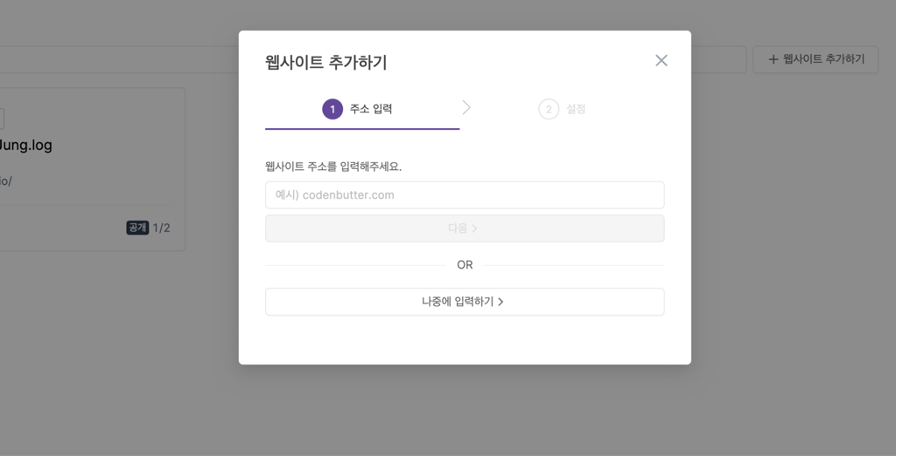 웹사이트 추가하기
+ 웹사이트 추가하기
1 주소 입력
2 설정
Jung.log
io/
공개 1/2
웹사이트 주소를 입력해주세요.
예시) codenbutter.com
다음 >
OR
나중에 입력하기 >